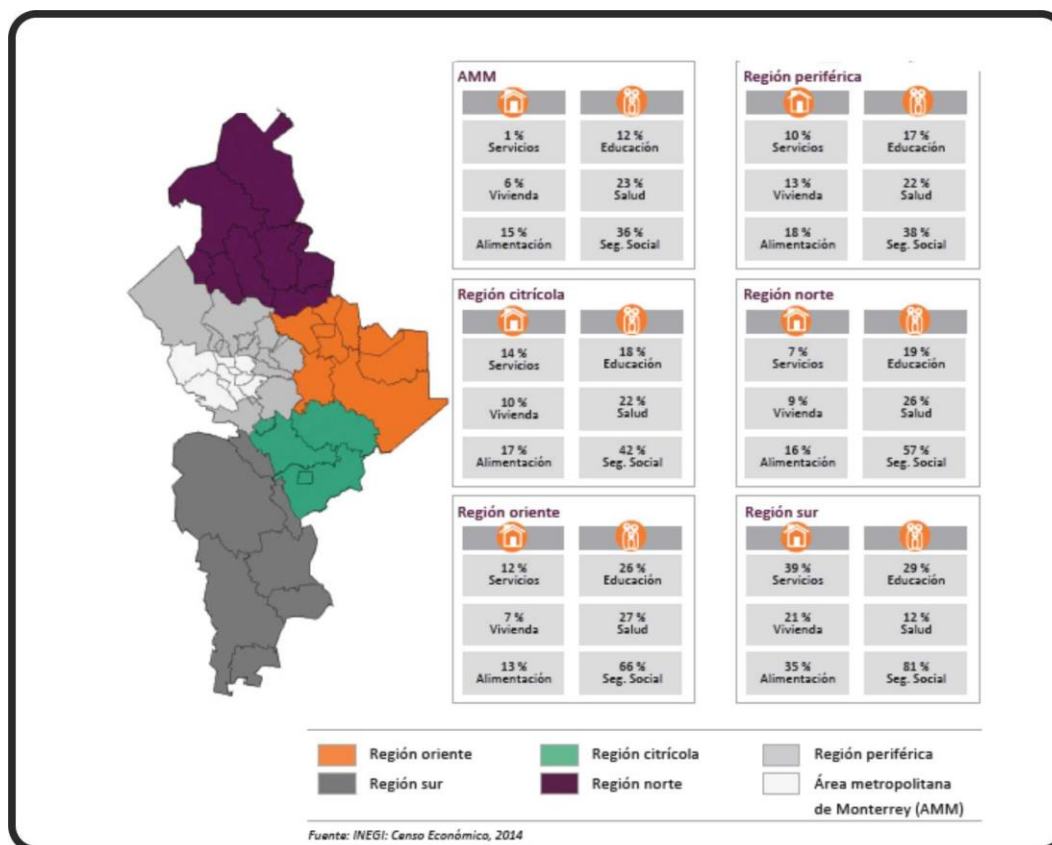 AMM
1 %
Servicios
12 %
Educación
6 %
Vivienda
23 %
Salud
15 %
Alimentación
36 %
Seg. Social
Región periférica
10 %
Servicios
17 %
Educación
13 %
Vivienda
22 %
Salud
18 %
Alimentación
38 %
Seg. Social
Región citrícola
14 %
Servicios
18 %
Educación
10 %
Vivienda
22 %
Salud
17 %
Alimentación
42 %
Seg. Social
Región norte
7 %
Servicios
19 %
Educación
9 %
Vivienda
26 %
Salud
16 %
Alimentación
57 %
Seg. Social
Región oriente
12 %
Servicios
26 %
Educación
7 %
Vivienda
27 %
Salud
13 %
Alimentación
66 %
Seg. Social
Región sur
39 %
Servicios
29 %
Educación
21 %
Vivienda
12 %
Salud
35 %
Alimentación
81 %
Seg. Social
Región oriente
Región citrícola
Región periférica
Región sur
Región norte
Área metropolitana
de Monterrey (AMM)
Fuente: INEGI: Censo Económico, 2014